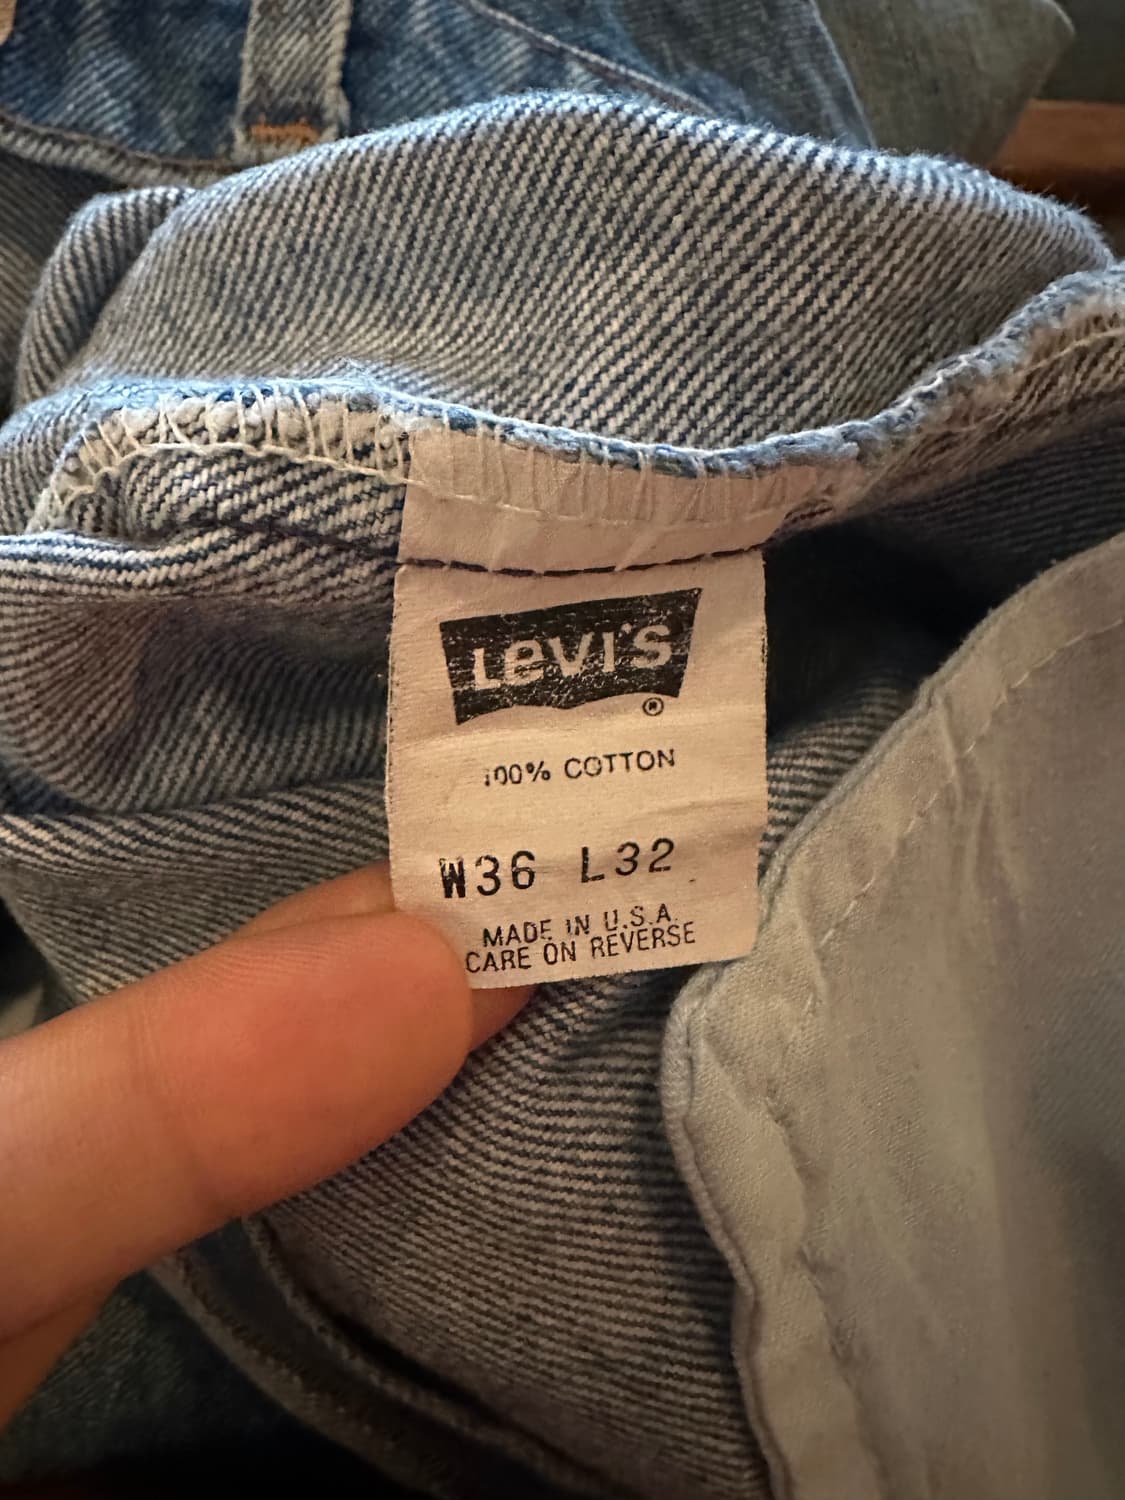 Levi's ®
100% COTTON
W36 L32
MADE IN U.S.A.
CARE ON REVERSE